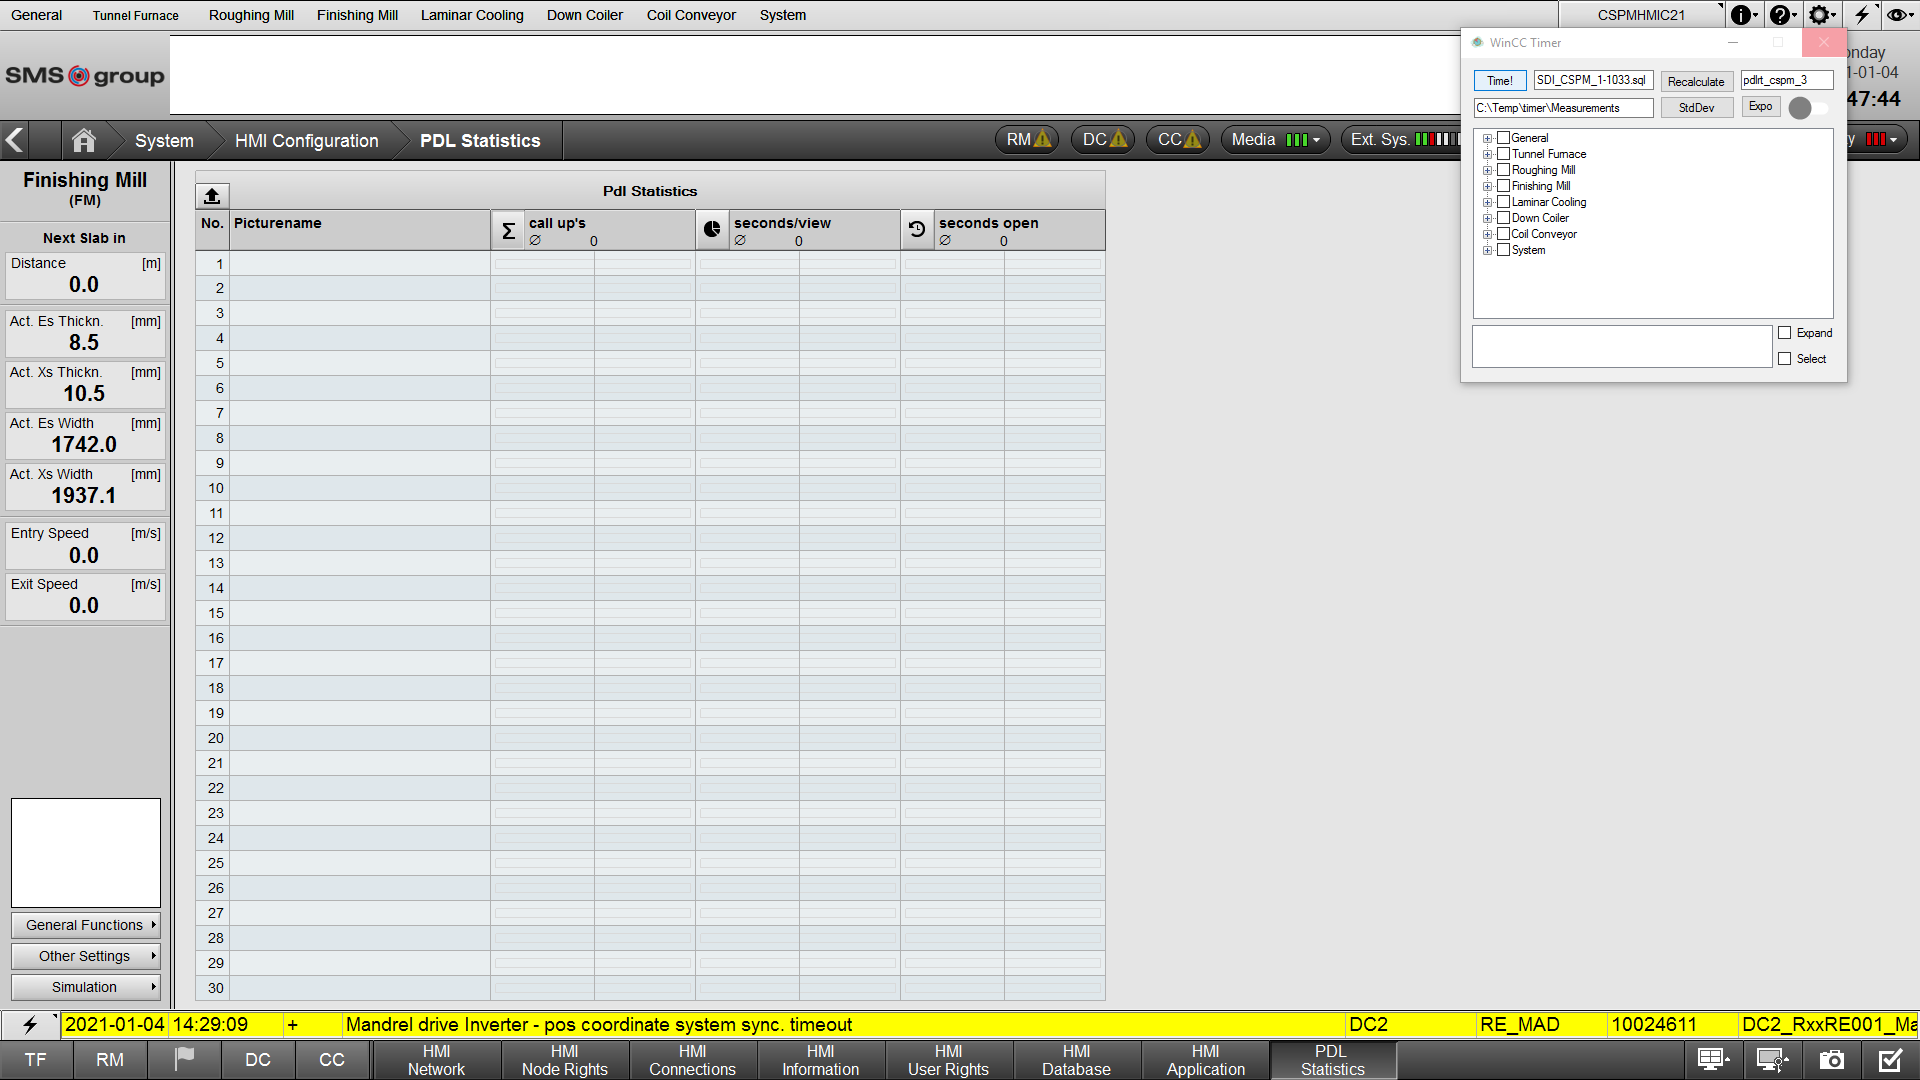 General Tunnel Furnace Roughing Mill Finishing Mill Laminar Cooling Down Coiler Coil Conveyor System CSPMHMIC21
WinCC Timer
SMS group
Time! SDI_CSPM_1-1033.sql Recalculate pdlrt_cspm_3
C:\Temp\timer\Measurements StdDev Expo
47:44
System HMI Configuration PDL Statistics RM DC CC Media Ext. Sys.
General
Tunnel Furnace
Roughing Mill
Finishing Mill
Laminar Cooling
Down Coiler
Coil Conveyor
System
Expand
Select
Finishing Mill
(FM)
Next Slab in
Distance [m]
0.0
Act. Es Thickn. [mm]
8.5
Act. Xs Thickn. [mm]
10.5
Act. Es Width [mm]
1742.0
Act. Xs Width [mm]
1937.1
Entry Speed [m/s]
0.0
Exit Speed [m/s]
0.0
General Functions
Other Settings
Simulation
Pdl Statistics
No. Picturename Σ call up's seconds/view seconds open
∅ 0 ∅ 0 ∅ 0
1
2
3
4
5
6
7
8
9
10
11
12
13
14
15
16
17
18
19
20
21
22
23
24
25
26
27
28
29
30
2021-01-04 14:29:09 + Mandrel drive Inverter - pos coordinate system sync. timeout DC2 RE_MAD 10024611 DC2_RxxRE001_Ma
TF RM DC CC HMI Network HMI Node Rights HMI Connections HMI Information HMI User Rights HMI Database HMI Application PDL Statistics